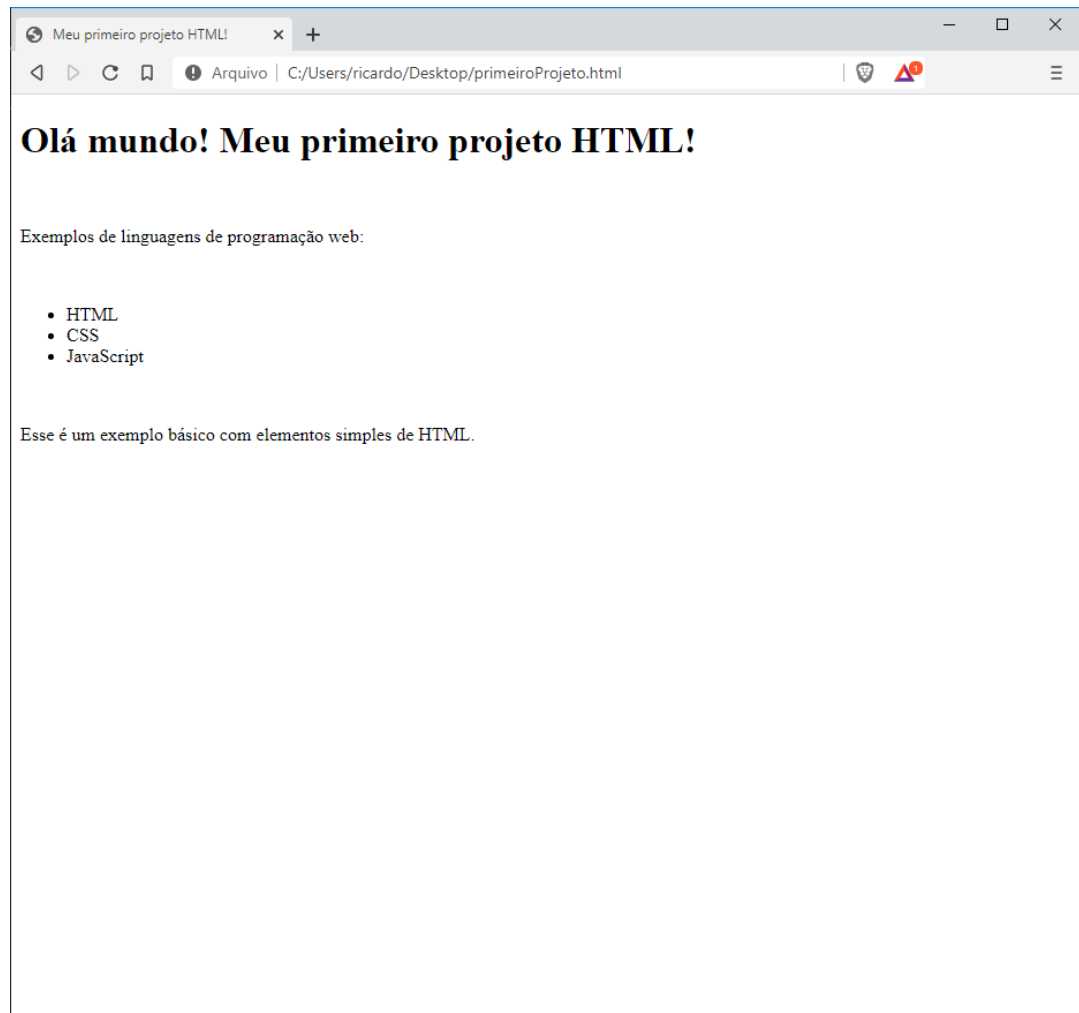 Meu primeiro projeto HTML!
Arquivo | C:/Users/ricardo/Desktop/primeiroProjeto.html
1
Olá mundo! Meu primeiro projeto HTML!
Exemplos de linguagens de programação web:
• HTML
• CSS
• JavaScript
Esse é um exemplo básico com elementos simples de HTML.